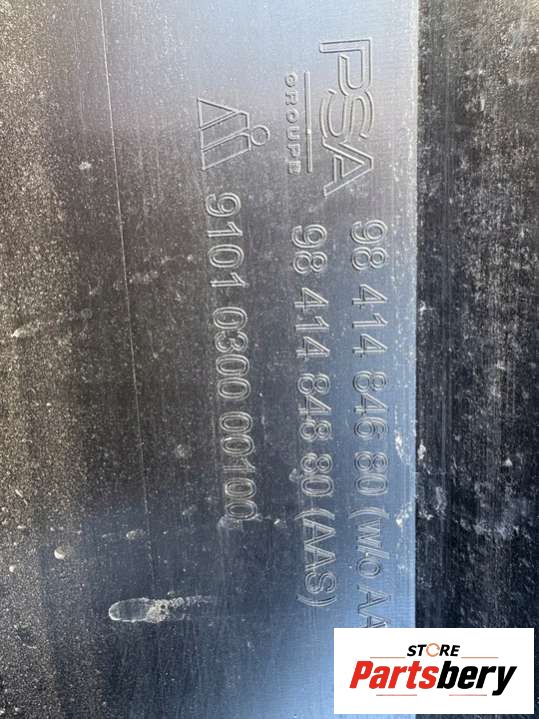 PSA
GROUPE
98 414 846 80 (w/o AA
98 414 848 80 (AAS)
9101 0300 00100
STORE
Partsbery